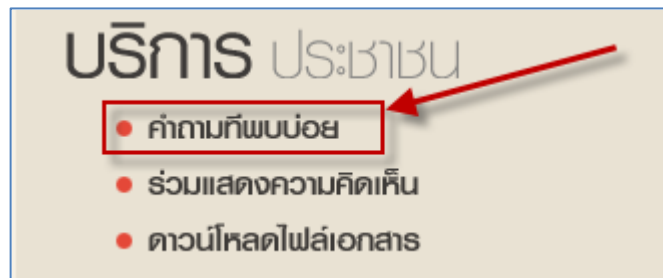 บริการ ประชาชน
คำถามที่พบบ่อย
ร่วมแสดงความคิดเห็น
ดาวน์โหลดไฟล์เอกสาร